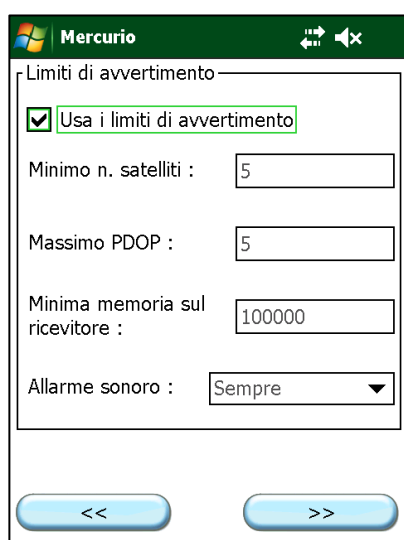 Mercurio
Limiti di avvertimento
Usa i limiti di avvertimento
Minimo n. satelliti : 5
Massimo PDOP : 5
Minima memoria sul
ricevitore : 100000
Allarme sonoro : Sempre
<< >>